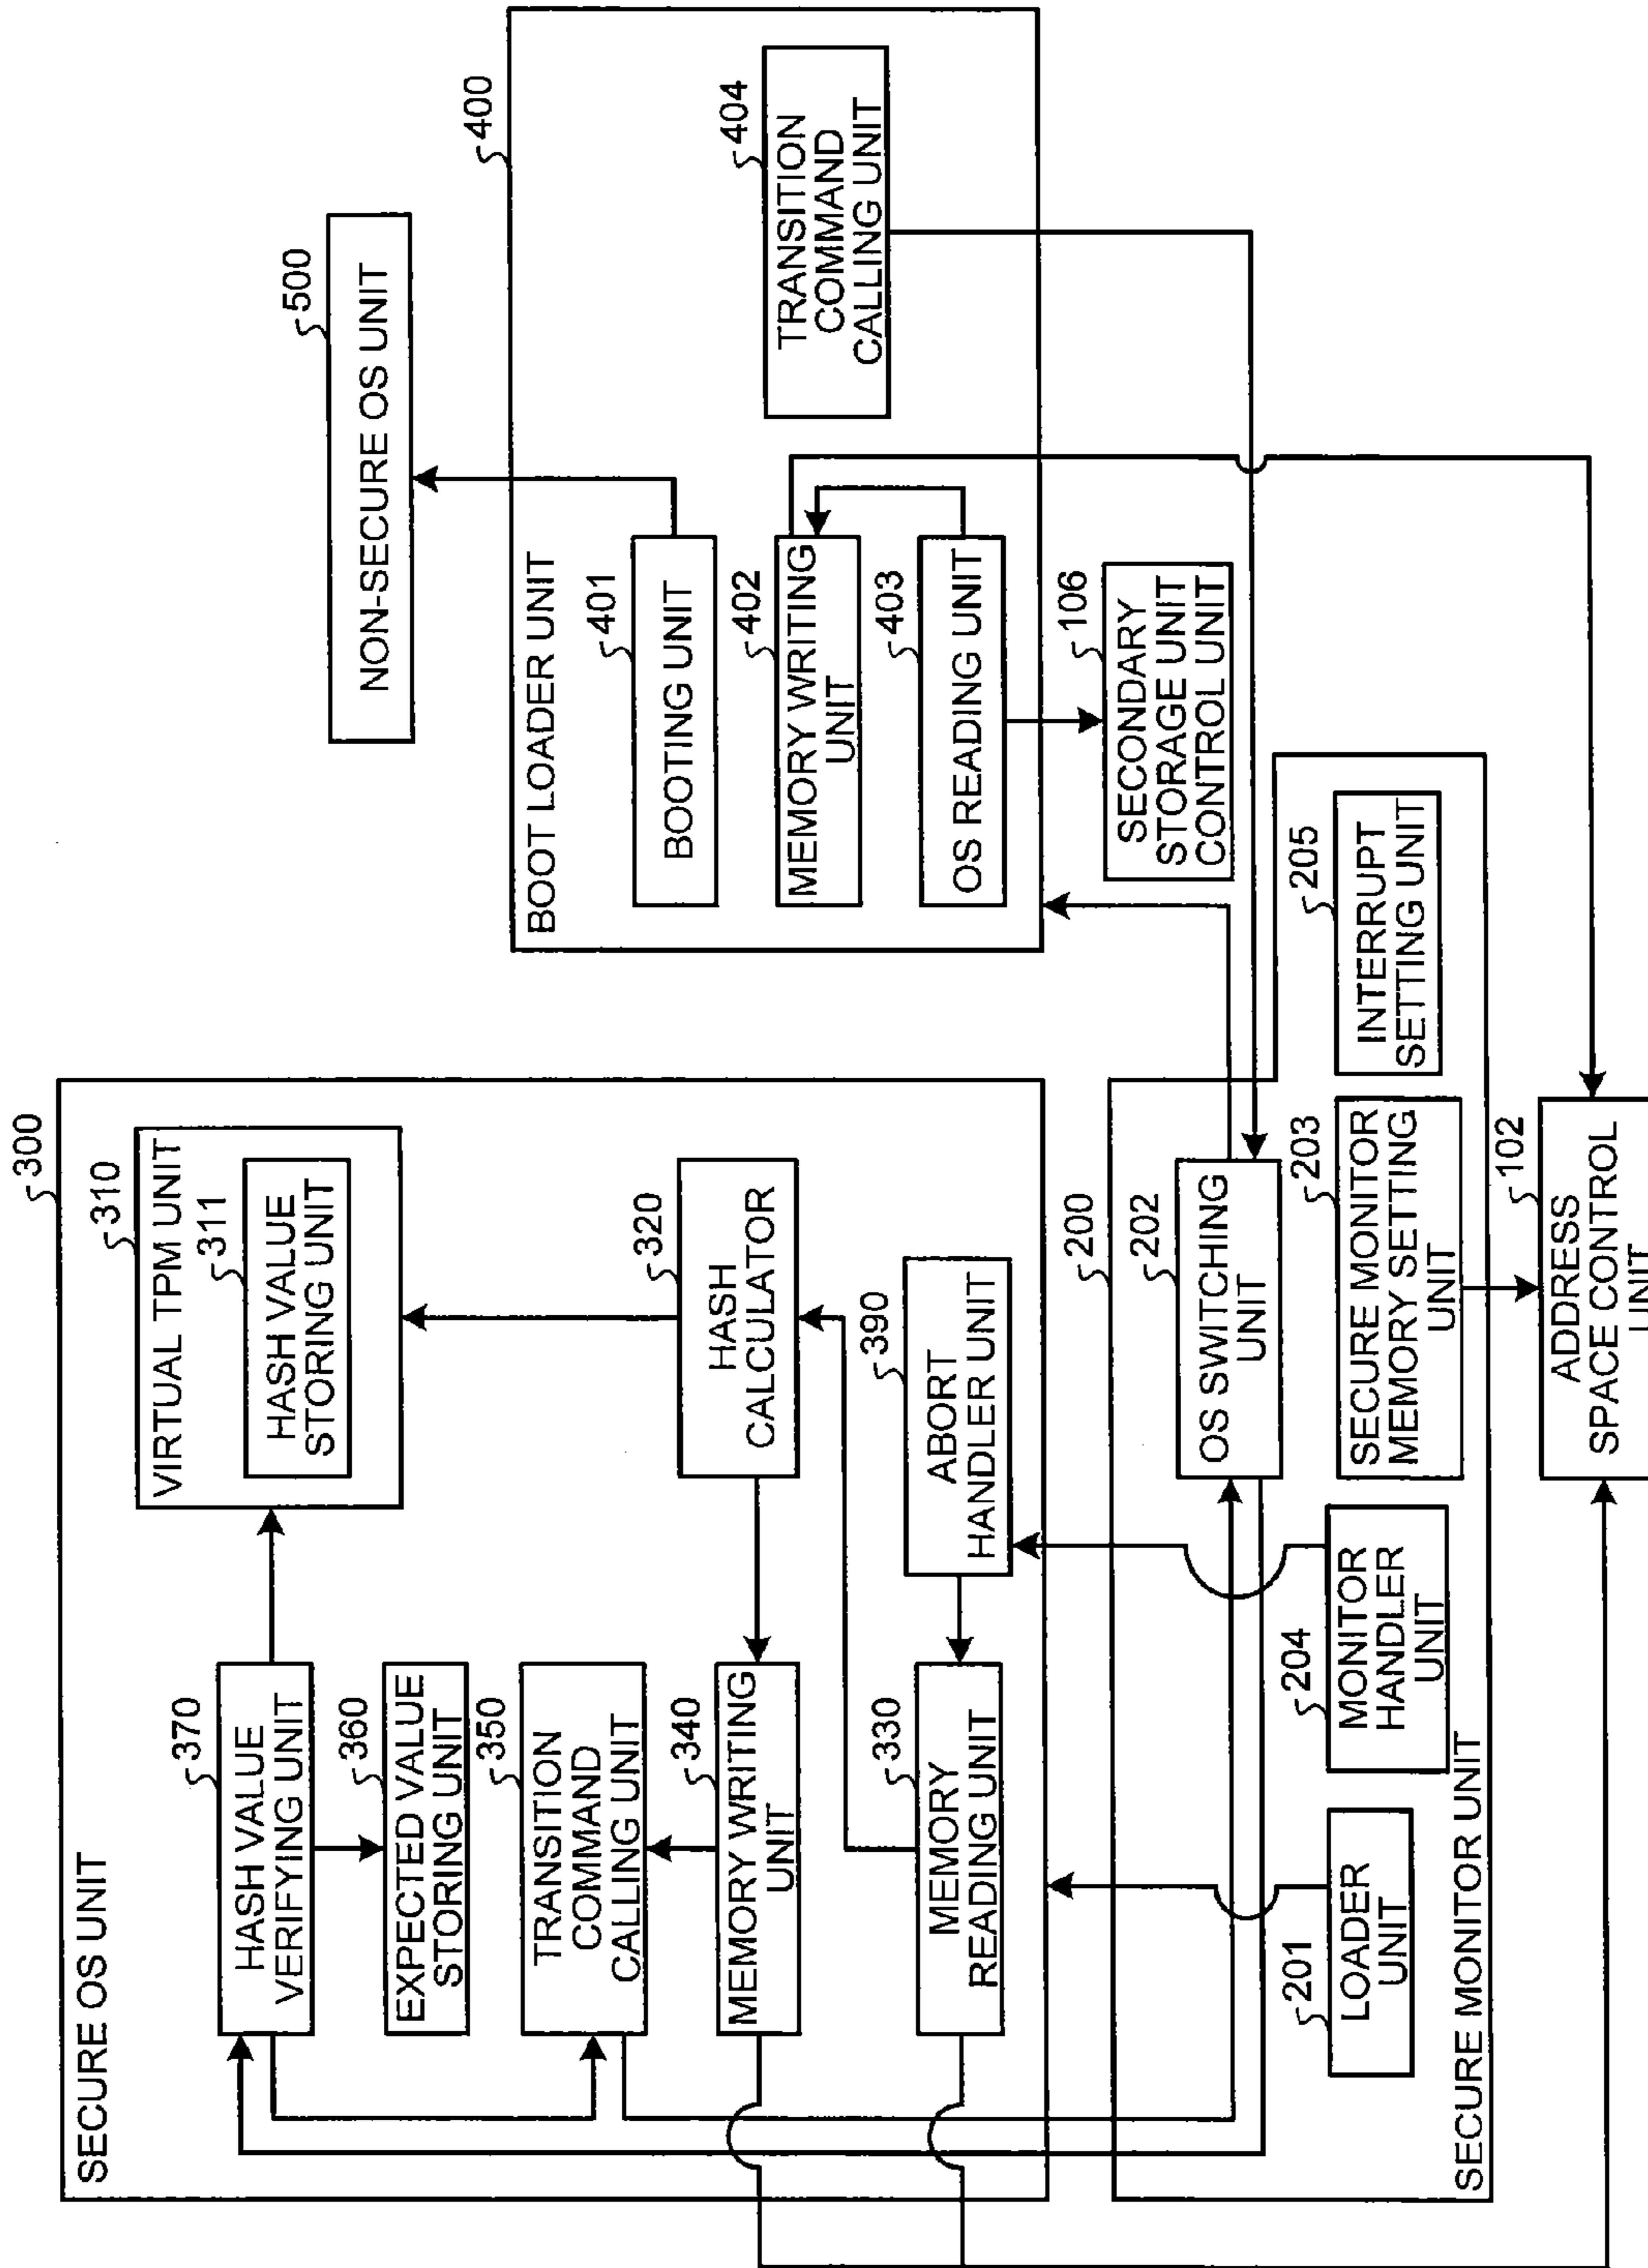 SECURE OS UNIT
300
370
HASH VALUE
VERIFYING UNIT
360
EXPECTED VALUE
STORING UNIT
350
TRANSITION
COMMAND
CALLING UNIT
340
MEMORY WRITING
UNIT
330
MEMORY
READING UNIT
310
VIRTUAL TPM UNIT
311
HASH VALUE
STORING UNIT
320
HASH
CALCULATOR
390
ABORT
HANDLER UNIT
500
NON-SECURE OS UNIT
400
BOOT LOADER UNIT
401
BOOTING UNIT
402
MEMORY WRITING
UNIT
403
OS READING UNIT
404
TRANSITION
COMMAND
CALLING UNIT
106
SECONDARY
STORAGE UNIT
CONTROL UNIT
200
202
OS SWITCHING
UNIT
201
LOADER
UNIT
204
MONITOR
HANDLER
UNIT
203
SECURE MONITOR
MEMORY SETTING
UNIT
205
INTERRUPT
SETTING UNIT
SECURE MONITOR UNIT
102
ADDRESS
SPACE CONTROL
UNIT